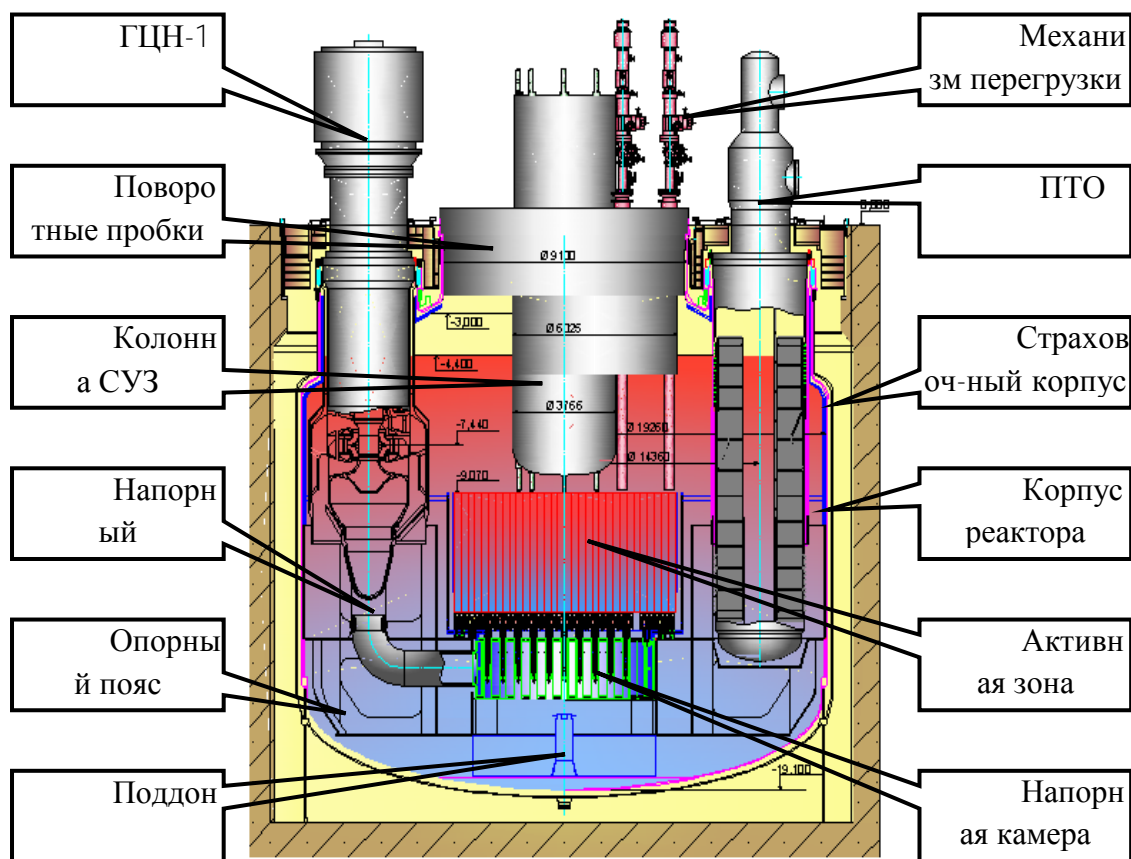 ГЦН-1
Поворо
тные пробки
Колонн
а СУЗ
Напорн
ый
Опорны
й пояс
Поддон
Механи
зм перегрузки
ПТО
Страхов
оч-ный корпус
Корпус
реактора
Активн
ая зона
Напорн
ая камера
Ø9100
-3,000
Ø6025
-4,400
Ø3766
-7,440
Ø19260
Ø14360
-9,070
-19,100